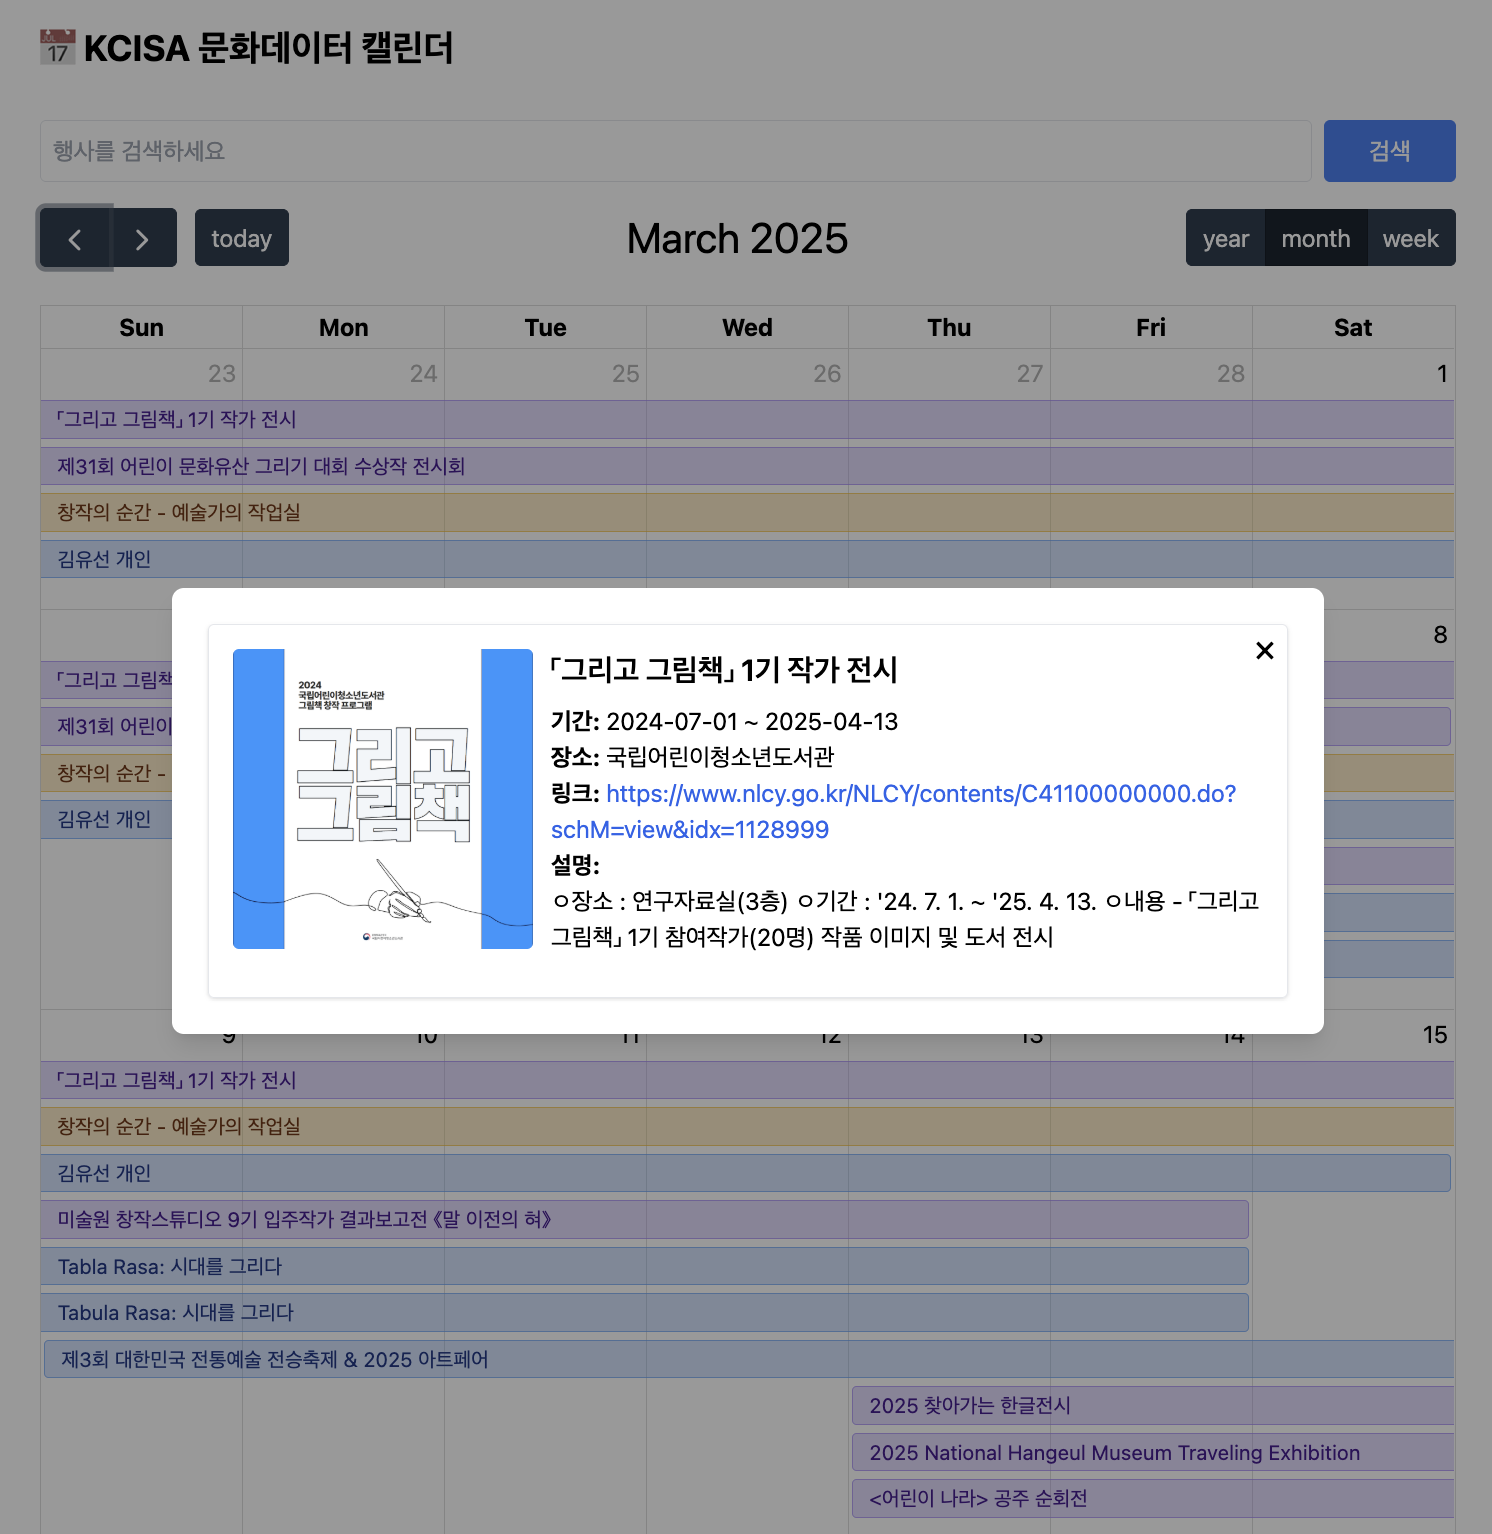 JUL
17
KCISA 문화데이터 캘린더
행사를 검색하세요
검색
today
March 2025
year month week
Sun Mon Tue Wed Thu Fri Sat
23 24 25 26 27 28 1
「그리고 그림책」 1기 작가 전시
제31회 어린이 문화유산 그리기 대회 수상작 전시회
창작의 순간 - 예술가의 작업실
김유선 개인
8
「그리고 그림책
제31회 어린이
창작의 순간 -
김유선 개인
2024
국립어린이청소년도서관
그림책 창작 프로그램
그리고
그림책
「그리고 그림책」 1기 작가 전시
기간: 2024-07-01 ~ 2025-04-13
장소: 국립어린이청소년도서관
링크: https://www.nlcy.go.kr/NLCY/contents/C41100000000.do?
schM=view&idx=1128999
설명:
ㅇ장소 : 연구자료실(3층) ㅇ기간 : '24. 7. 1. ~ '25. 4. 13. ㅇ내용 -「그리고
그림책」 1기 참여작가(20명) 작품 이미지 및 도서 전시
9 10 11 12 13 14 15
「그리고 그림책」 1기 작가 전시
창작의 순간 - 예술가의 작업실
김유선 개인
미술원 창작스튜디오 9기 입주작가 결과보고전 《말 이전의 혀》
Tabla Rasa: 시대를 그리다
Tabula Rasa: 시대를 그리다
제3회 대한민국 전통예술 전승축제 & 2025 아트페어
2025 찾아가는 한글전시
2025 National Hangeul Museum Traveling Exhibition
<어린이 나라> 공주 순회전